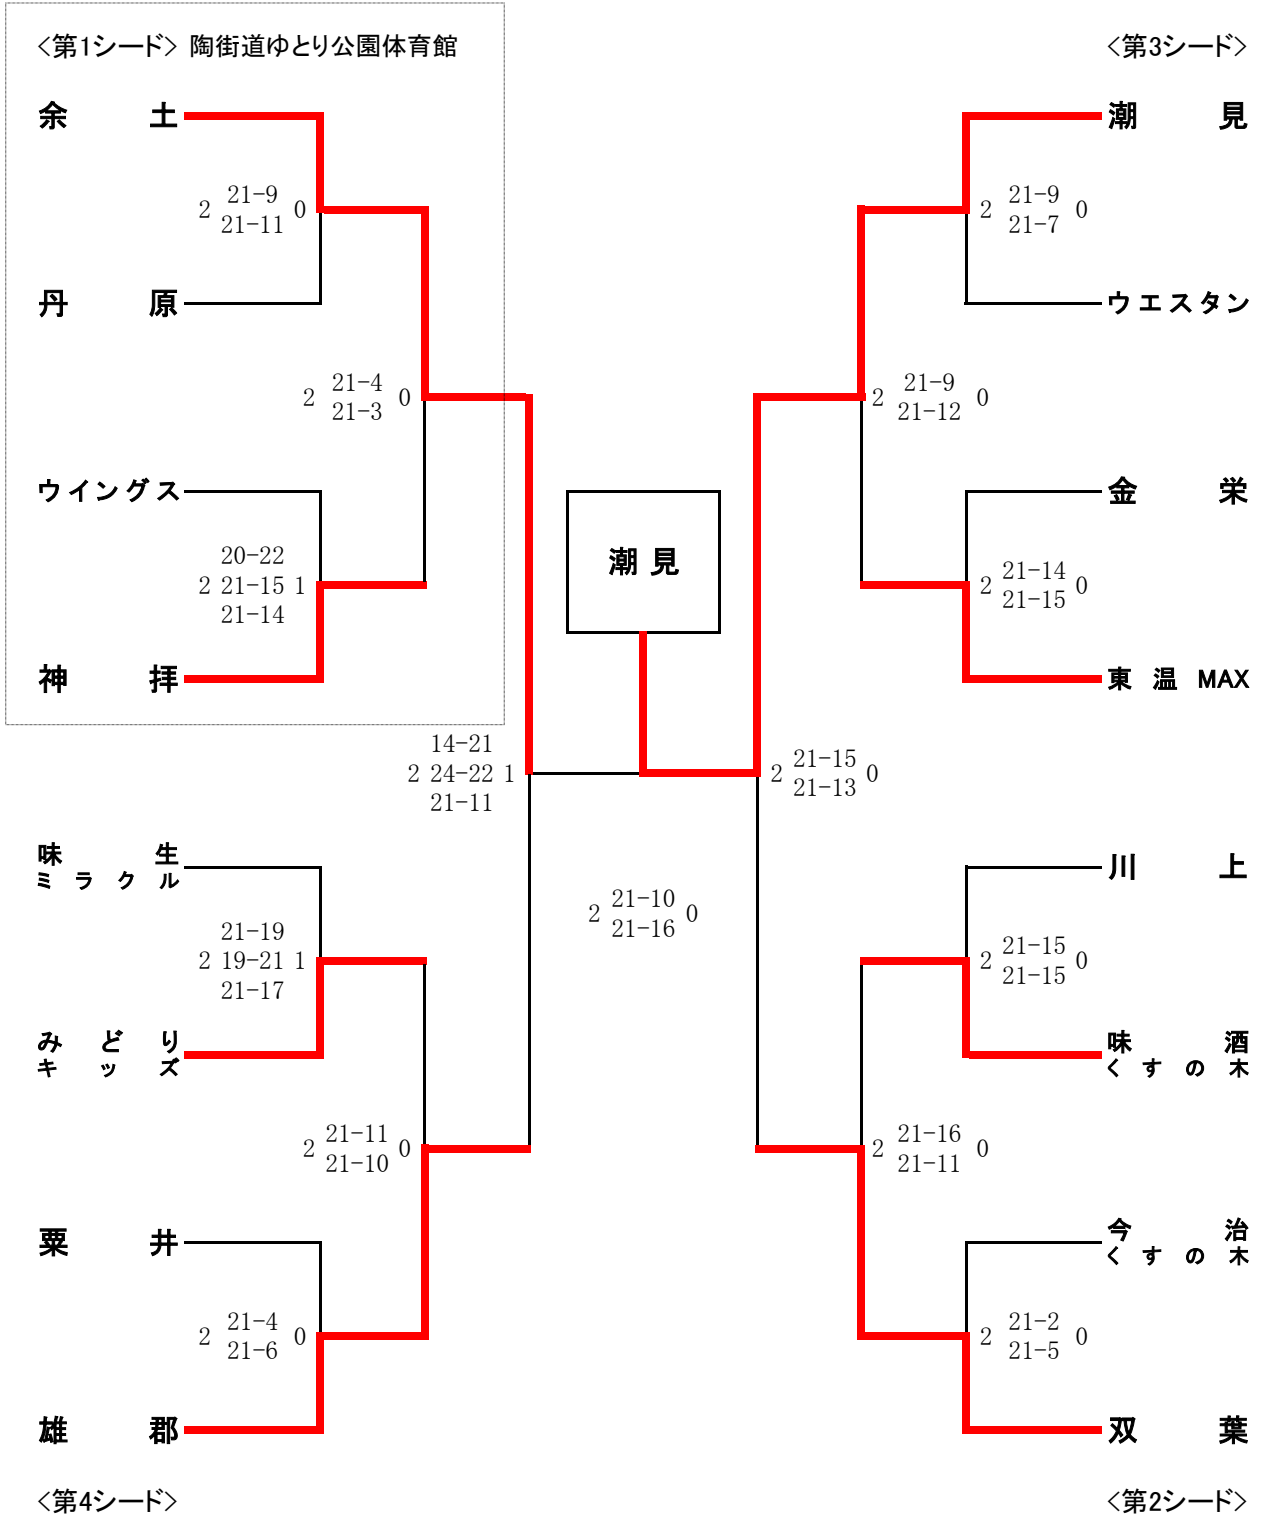 <第1シード> 陶街道ゆとり公園体育館
<第3シード>
余土
潮見
21-9
2 0
21-11
21-9
2 0
21-7
丹原
ウエスタン
21-4
2 0
21-3
21-9
2 0
21-12
ウイングス
金栄
潮見
20-22
2 21-15 1
21-14
21-14
2 0
21-15
神拝
東温MAX
14-21
2 24-22 1
21-11
21-15
2 0
21-13
味生
ミラクル
川上
21-10
2 0
21-16
21-19
2 19-21 1
21-17
21-15
2 0
21-15
みどり
キッズ
味酒
くすの木
21-11
2 0
21-10
21-16
2 0
21-11
粟井
今治
くすの木
21-4
2 0
21-6
21-2
2 0
21-5
雄郡
双葉
<第4シード>
<第2シード>